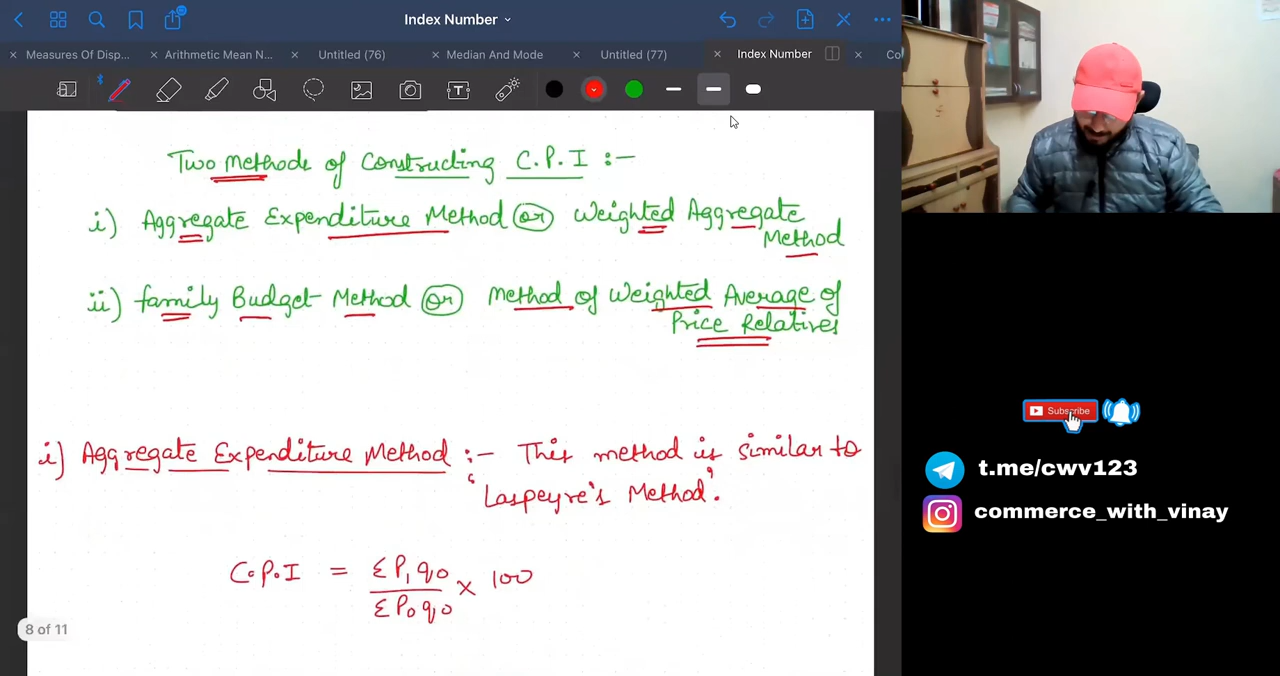 Index Number
Measures Of Disp...
Arithmetic Mean N...
Untitled (76)
Median And Mode
Untitled (77)
Index Number
Co
Two Methods of Constructing C.P.I :-
i) Aggregate Expenditure Method or Weighted Aggregate
Method
ii) family Budget Method or Method of Weighted Average of
Price Relatives
i) Aggregate Expenditure Method :- This method is similar to
'Laspeyre's Method'.
C.P.I = ΣP₁q₀ / ΣP₀q₀ × 100
8 of 11
Subscribe
t.me/cwv123
commerce_with_vinay